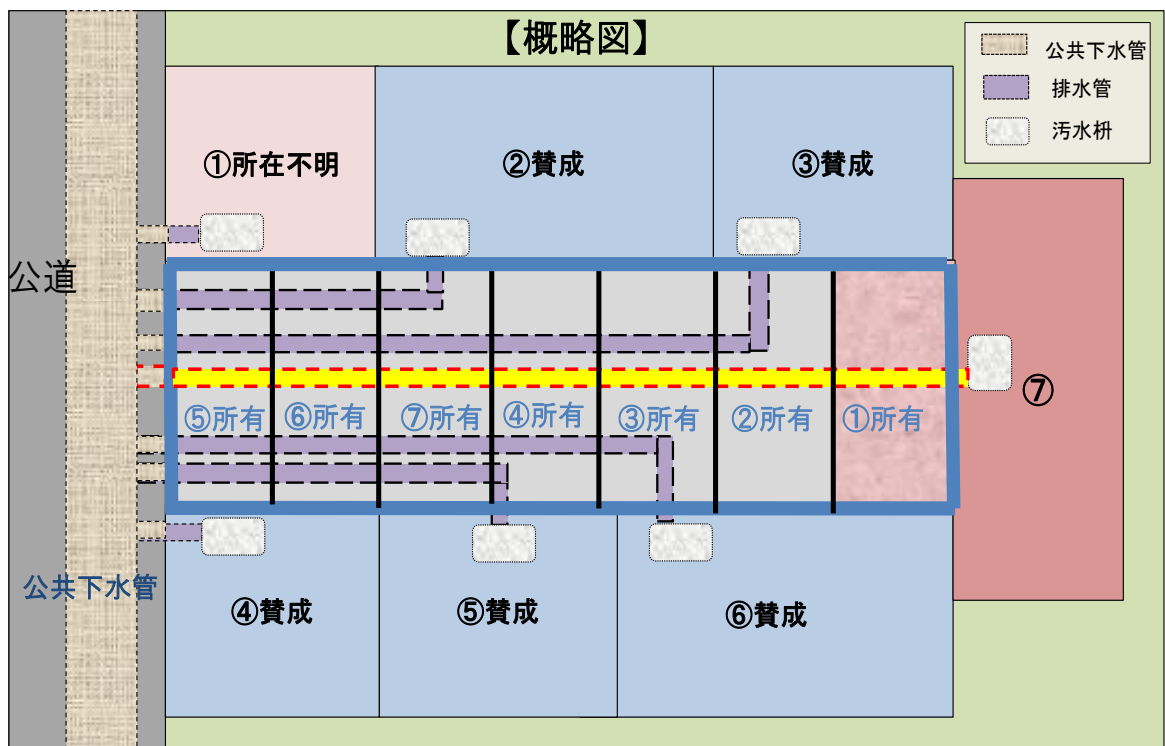 【概略図】
公共下水管
排水管
汚水枡
①所在不明
②賛成
③賛成
公道
⑤所有
⑥所有
⑦所有
④所有
③所有
②所有
①所有
⑦
公共下水管
④賛成
⑤賛成
⑥賛成